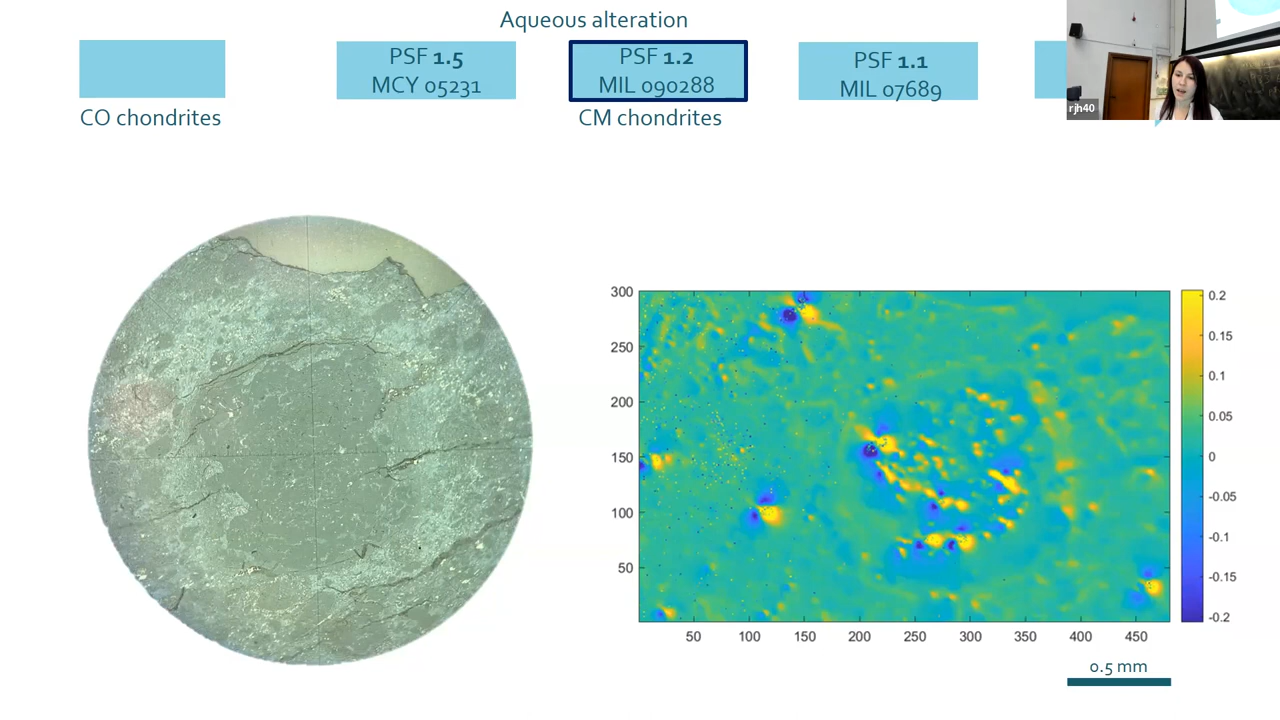 Aqueous alteration
PSF 1.5
MCY 05231
PSF 1.2
MIL 090288
PSF 1.1
MIL 07689
CO chondrites
CM chondrites
rjh40
300
250
200
150
100
50
50
100
150
200
250
300
350
400
450
0.2
0.15
0.1
0.05
0
-0.05
-0.1
-0.15
-0.2
0.5 mm